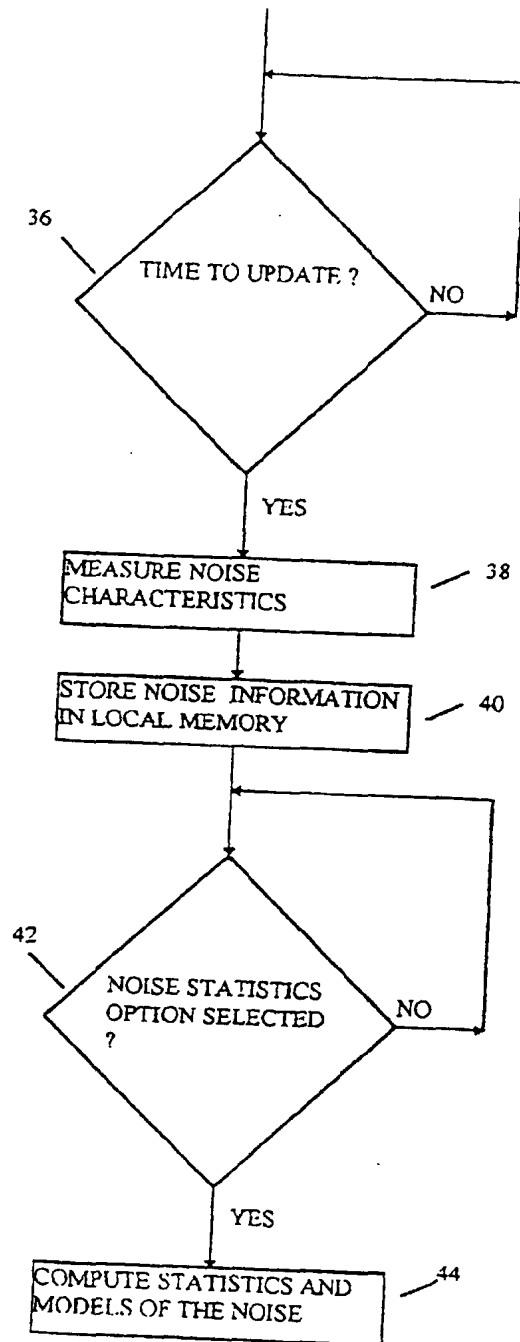 36
TIME TO UPDATE ?
NO
YES
MEASURE NOISE
CHARACTERISTICS
38
STORE NOISE INFORMATION
IN LOCAL MEMORY
40
42
NOISE STATISTICS
OPTION SELECTED
?
NO
YES
COMPUTE STATISTICS AND
MODELS OF THE NOISE
44